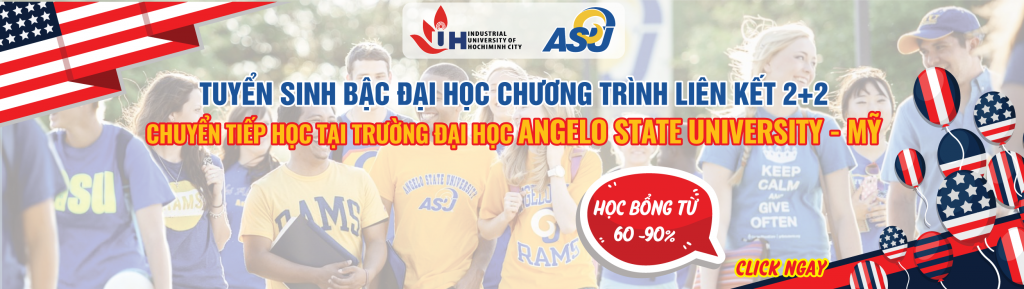 IUH INDUSTRIAL
UNIVERSITY OF
HOCHIMINH CITY
ASU
TUYỂN SINH BẬC ĐẠI HỌC CHƯƠNG TRÌNH LIÊN KẾT 2+2
CHUYỂN TIẾP HỌC TẠI TRƯỜNG ĐẠI HỌC ANGELO STATE UNIVERSITY - MỸ
ASU
RAMS
RAMS
ANGELO STATE UNIVERSITY
ASU
ANGELO S
RAMS
KEEP
CALM
AND
GIVE
OFTEN
HỌC BỔNG TỪ
60 -90%
CLICK NGAY